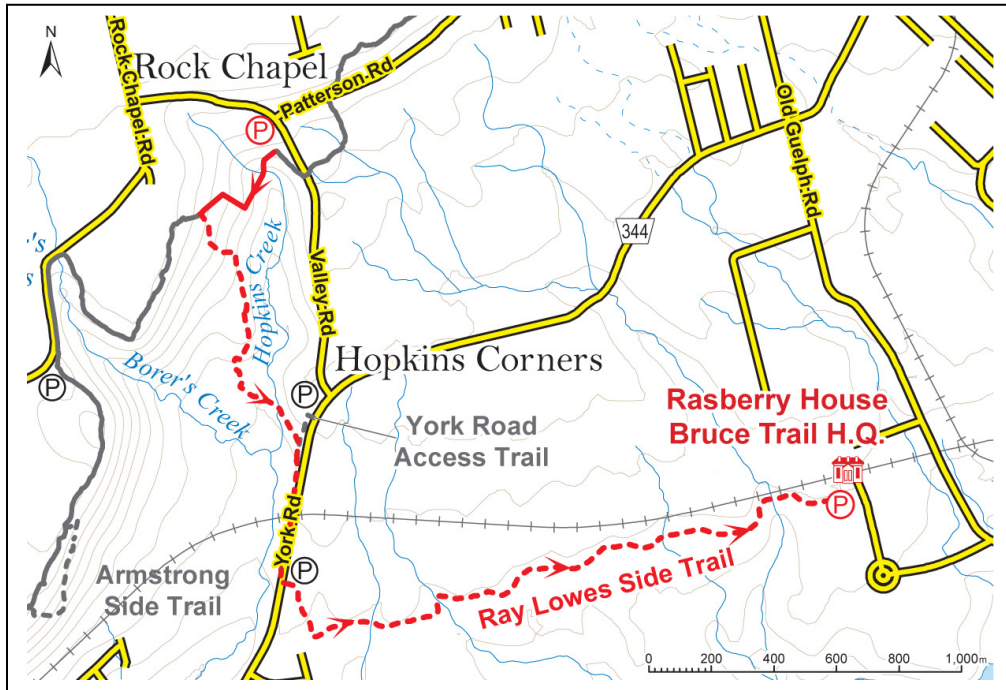 N
Rock-Chapel-Rd
Rock Chapel
Patterson-Rd
P
Old Guelph-Rd
344
Hopkins Creek
Valley-Rd
Borer's Creek
P
Hopkins Corners
P
York Road
Access Trail
Rasberry House
Bruce Trail H.Q.
P
York-Rd
P
Armstrong
Side Trail
Ray Lowes Side Trail
0 200 400 600 800 1,000m